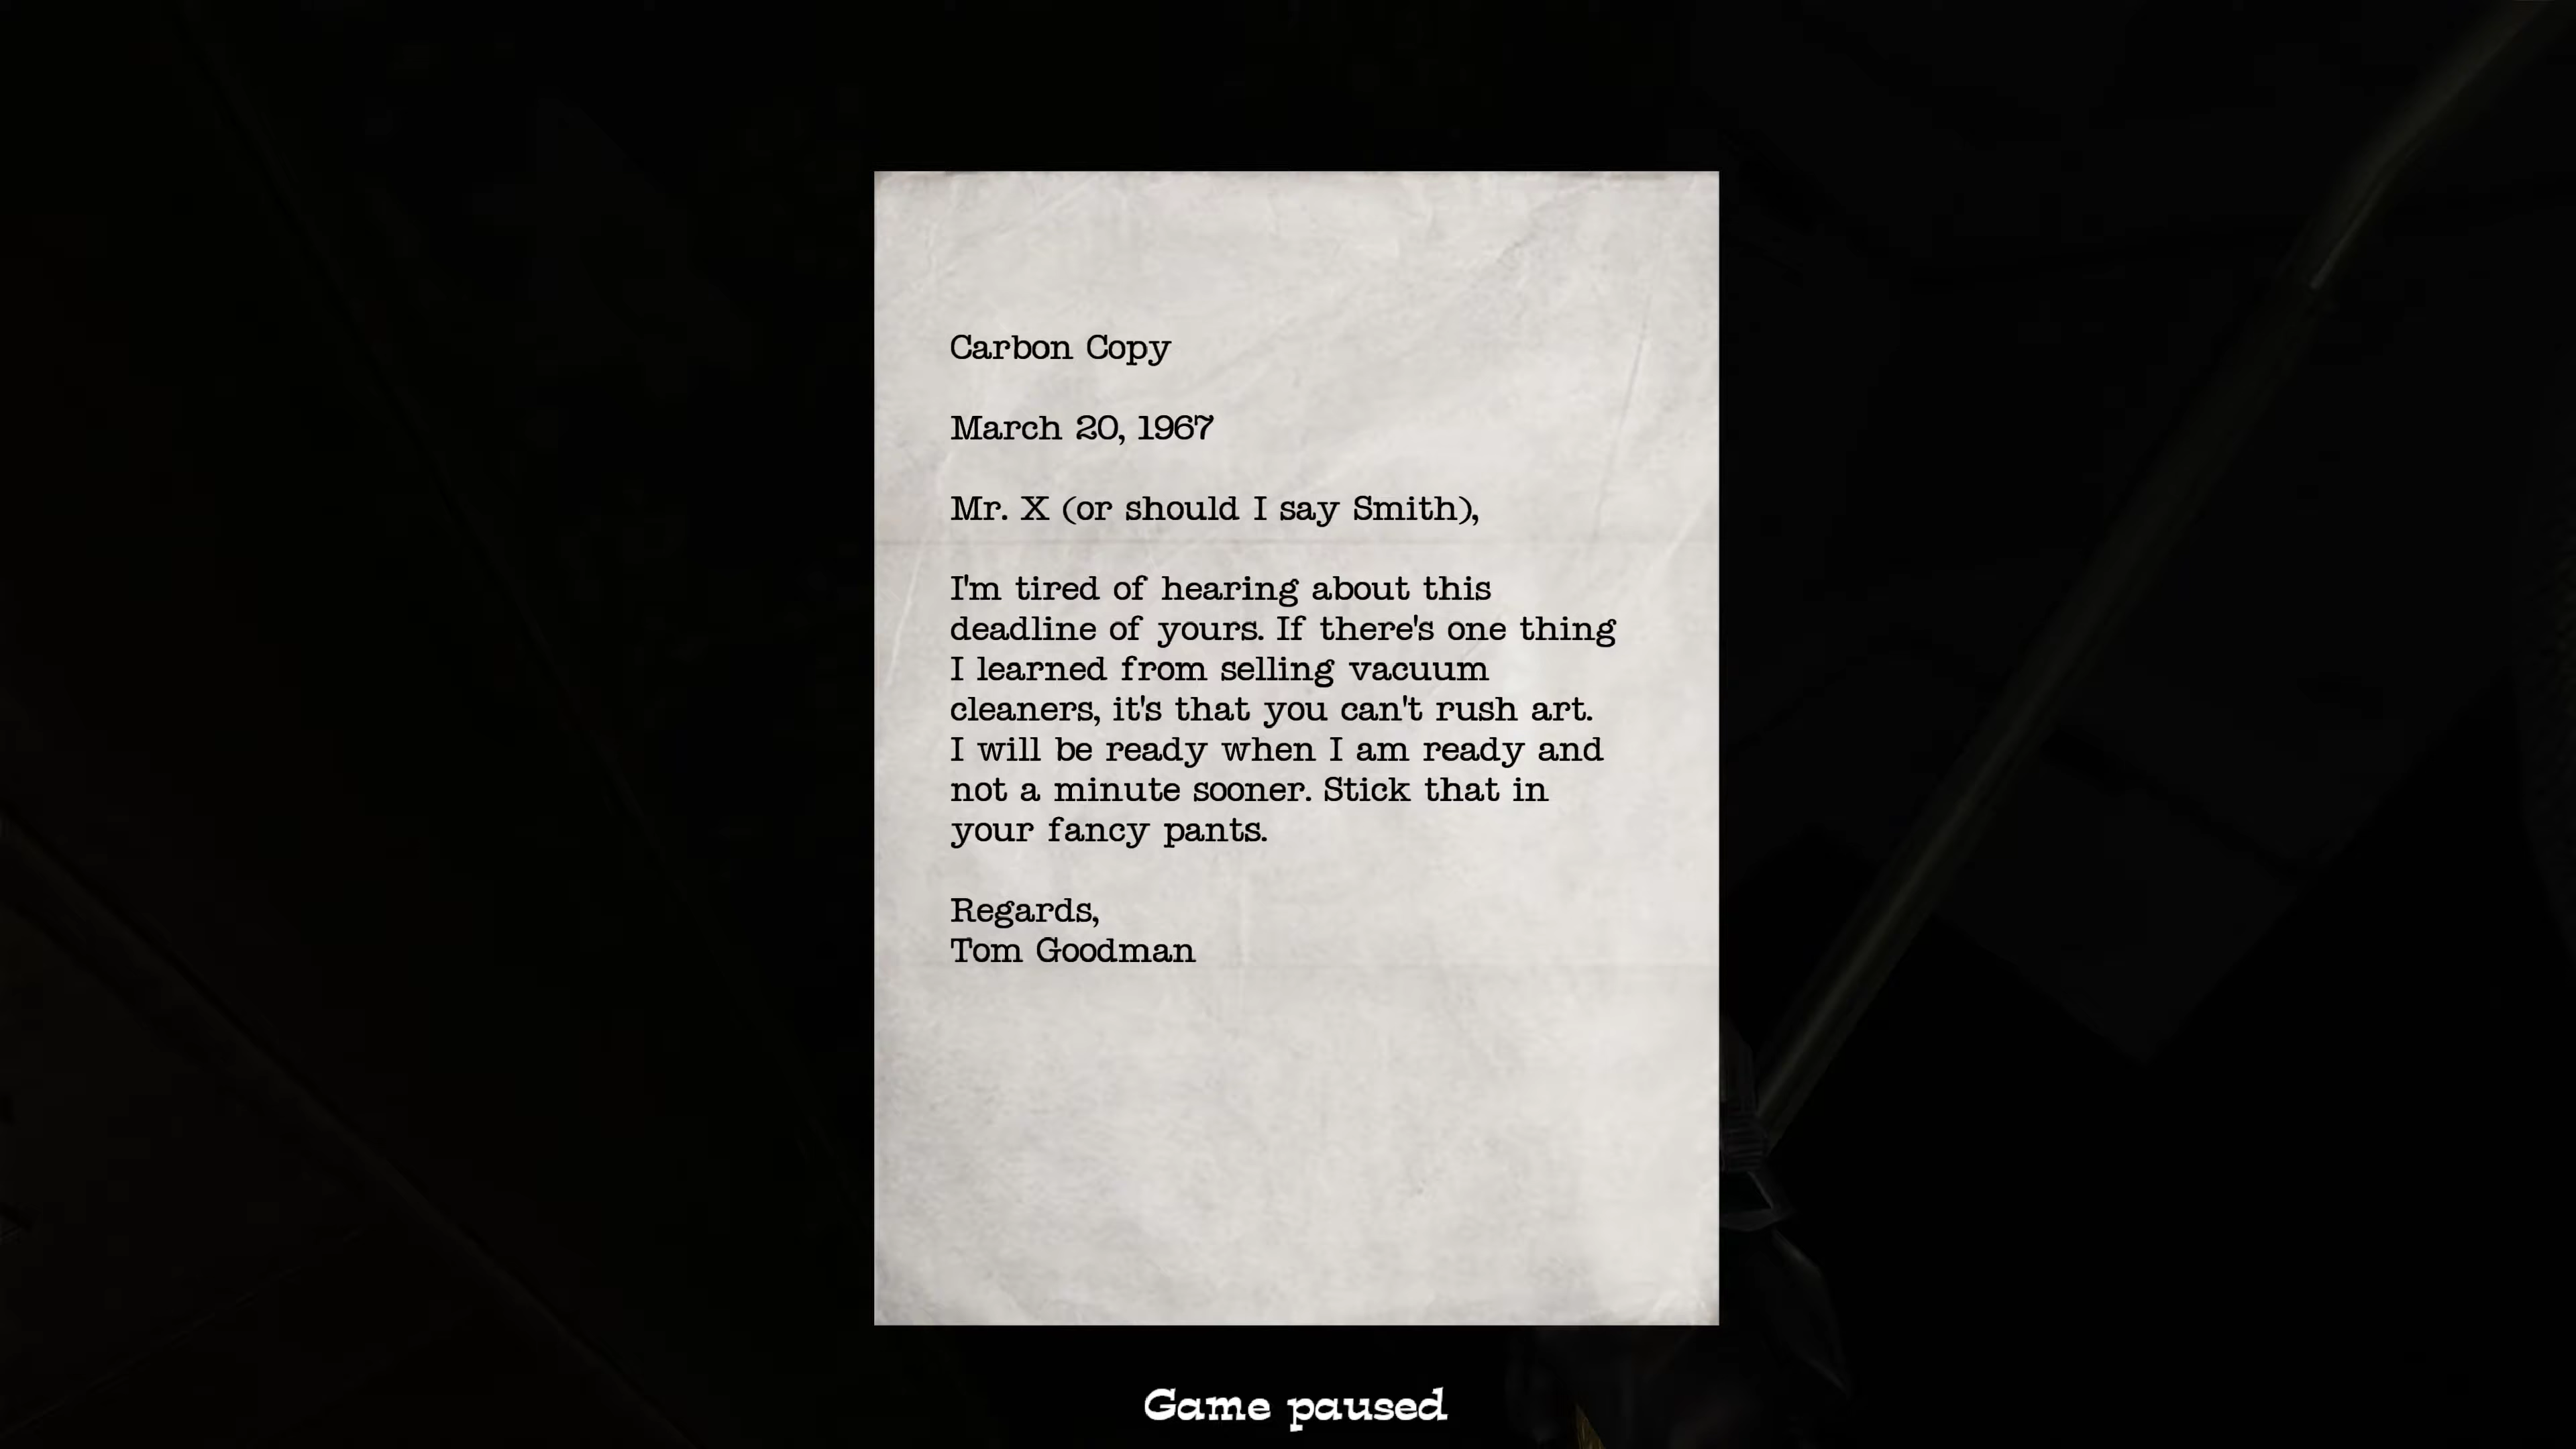 Carbon Copy
March 20, 1967
Mr. X (or should I say Smith),
I'm tired of hearing about this
deadline of yours. If there's one thing
I learned from selling vacuum
cleaners, it's that you can't rush art.
I will be ready when I am ready and
not a minute sooner. Stick that in
your fancy pants.
Regards,
Tom Goodman
Game paused